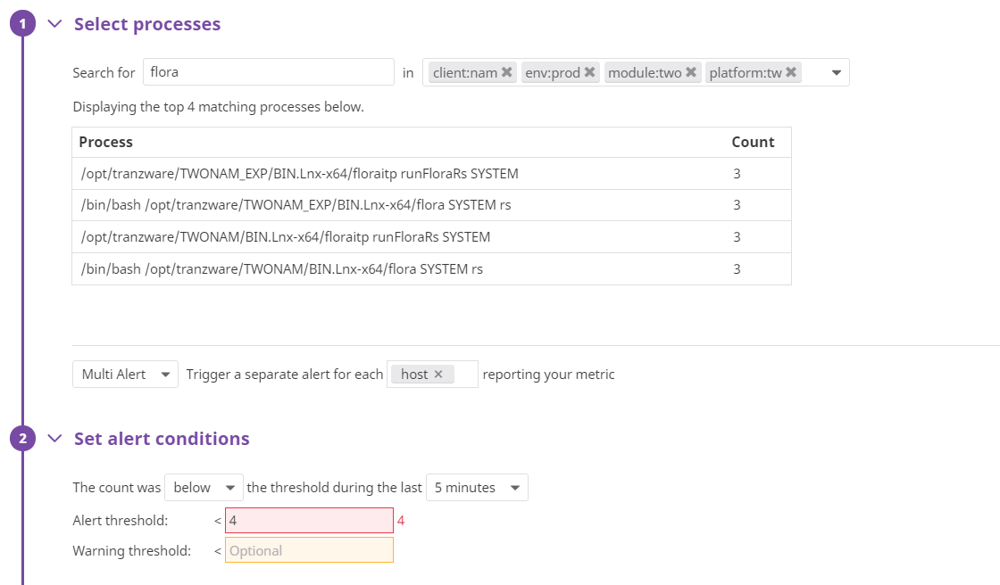 1 Select processes
Search for flora in client:nam ✖ env:prod ✖ module:two ✖ platform:tw ✖
Displaying the top 4 matching processes below.
Process Count
/opt/tranzware/TWONAM_EXP/BIN.Lnx-x64/floraitp runFloraRs SYSTEM 3
/bin/bash /opt/tranzware/TWONAM_EXP/BIN.Lnx-x64/flora SYSTEM rs 3
/opt/tranzware/TWONAM/BIN.Lnx-x64/floraitp runFloraRs SYSTEM 3
/bin/bash /opt/tranzware/TWONAM/BIN.Lnx-x64/flora SYSTEM rs 3
Multi Alert Trigger a separate alert for each host × reporting your metric
2 Set alert conditions
The count was below the threshold during the last 5 minutes
Alert threshold: < 4 4
Warning threshold: < Optional